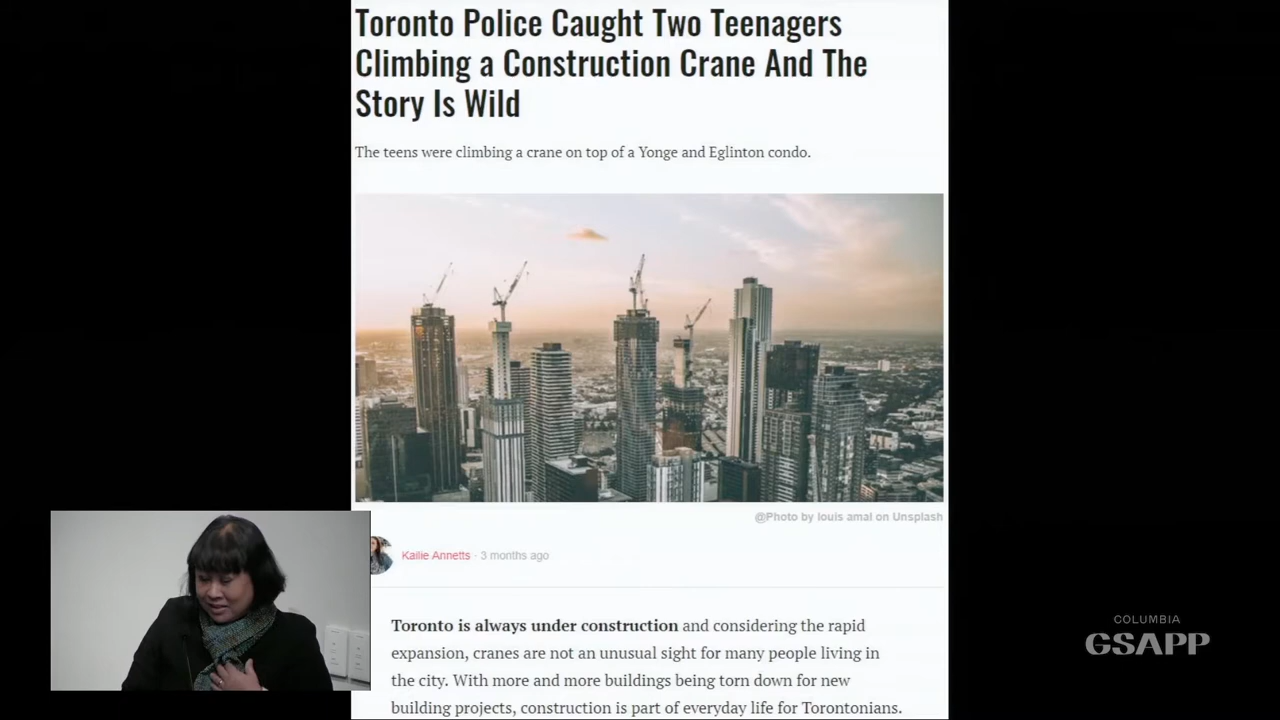 Toronto Police Caught Two Teenagers
Climbing a Construction Crane And The
Story Is Wild
The teens were climbing a crane on top of a Yonge and Eglinton condo.
@Photo by louis amal on Unsplash
Kailie Annetts · 3 months ago
Toronto is always under construction and considering the rapid
expansion, cranes are not an unusual sight for many people living in
the city. With more and more buildings being torn down for new
building projects, construction is part of everyday life for Torontonians.
COLUMBIA
GSAPP